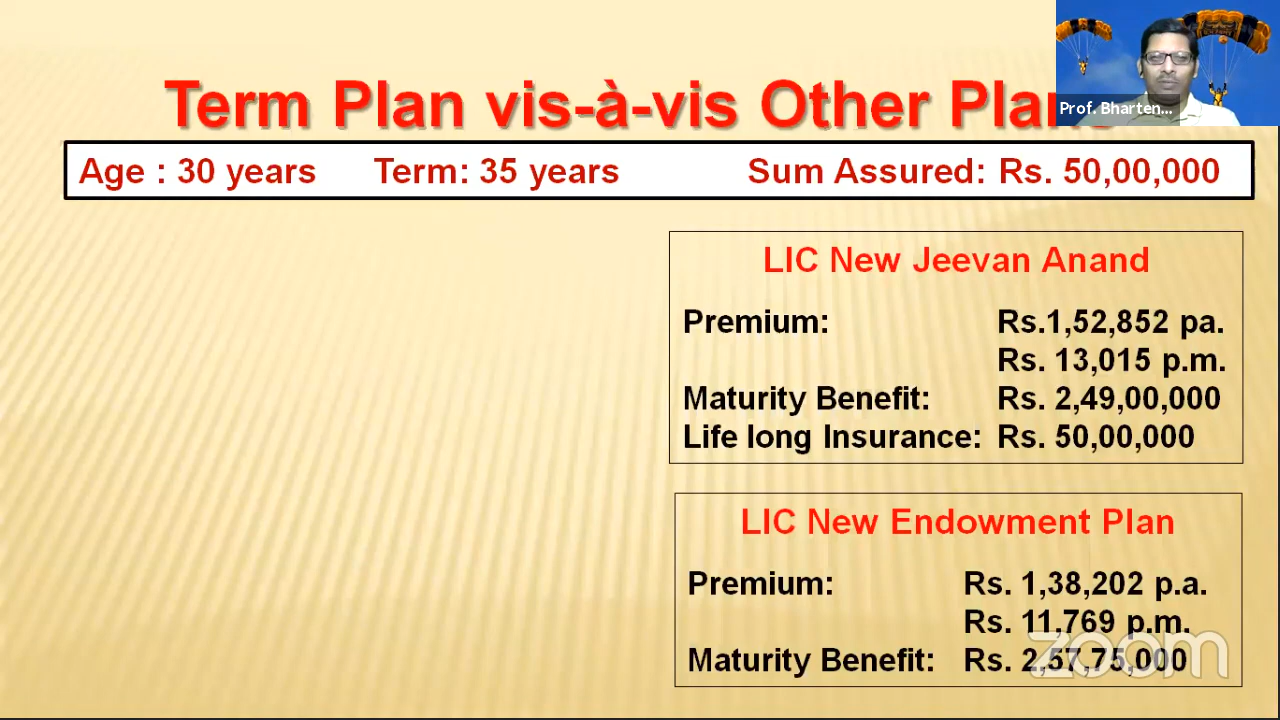 Term Plan vis-à-vis Other Plans
Prof. Bharten...
Age : 30 years Term: 35 years Sum Assured: Rs. 50,00,000
LIC New Jeevan Anand
Premium: Rs.1,52,852 pa.
Rs. 13,015 p.m.
Maturity Benefit: Rs. 2,49,00,000
Life long Insurance: Rs. 50,00,000
LIC New Endowment Plan
Premium: Rs. 1,38,202 p.a.
Rs. 11,769 p.m.
Maturity Benefit: Rs. 2,57,75,000
zoom